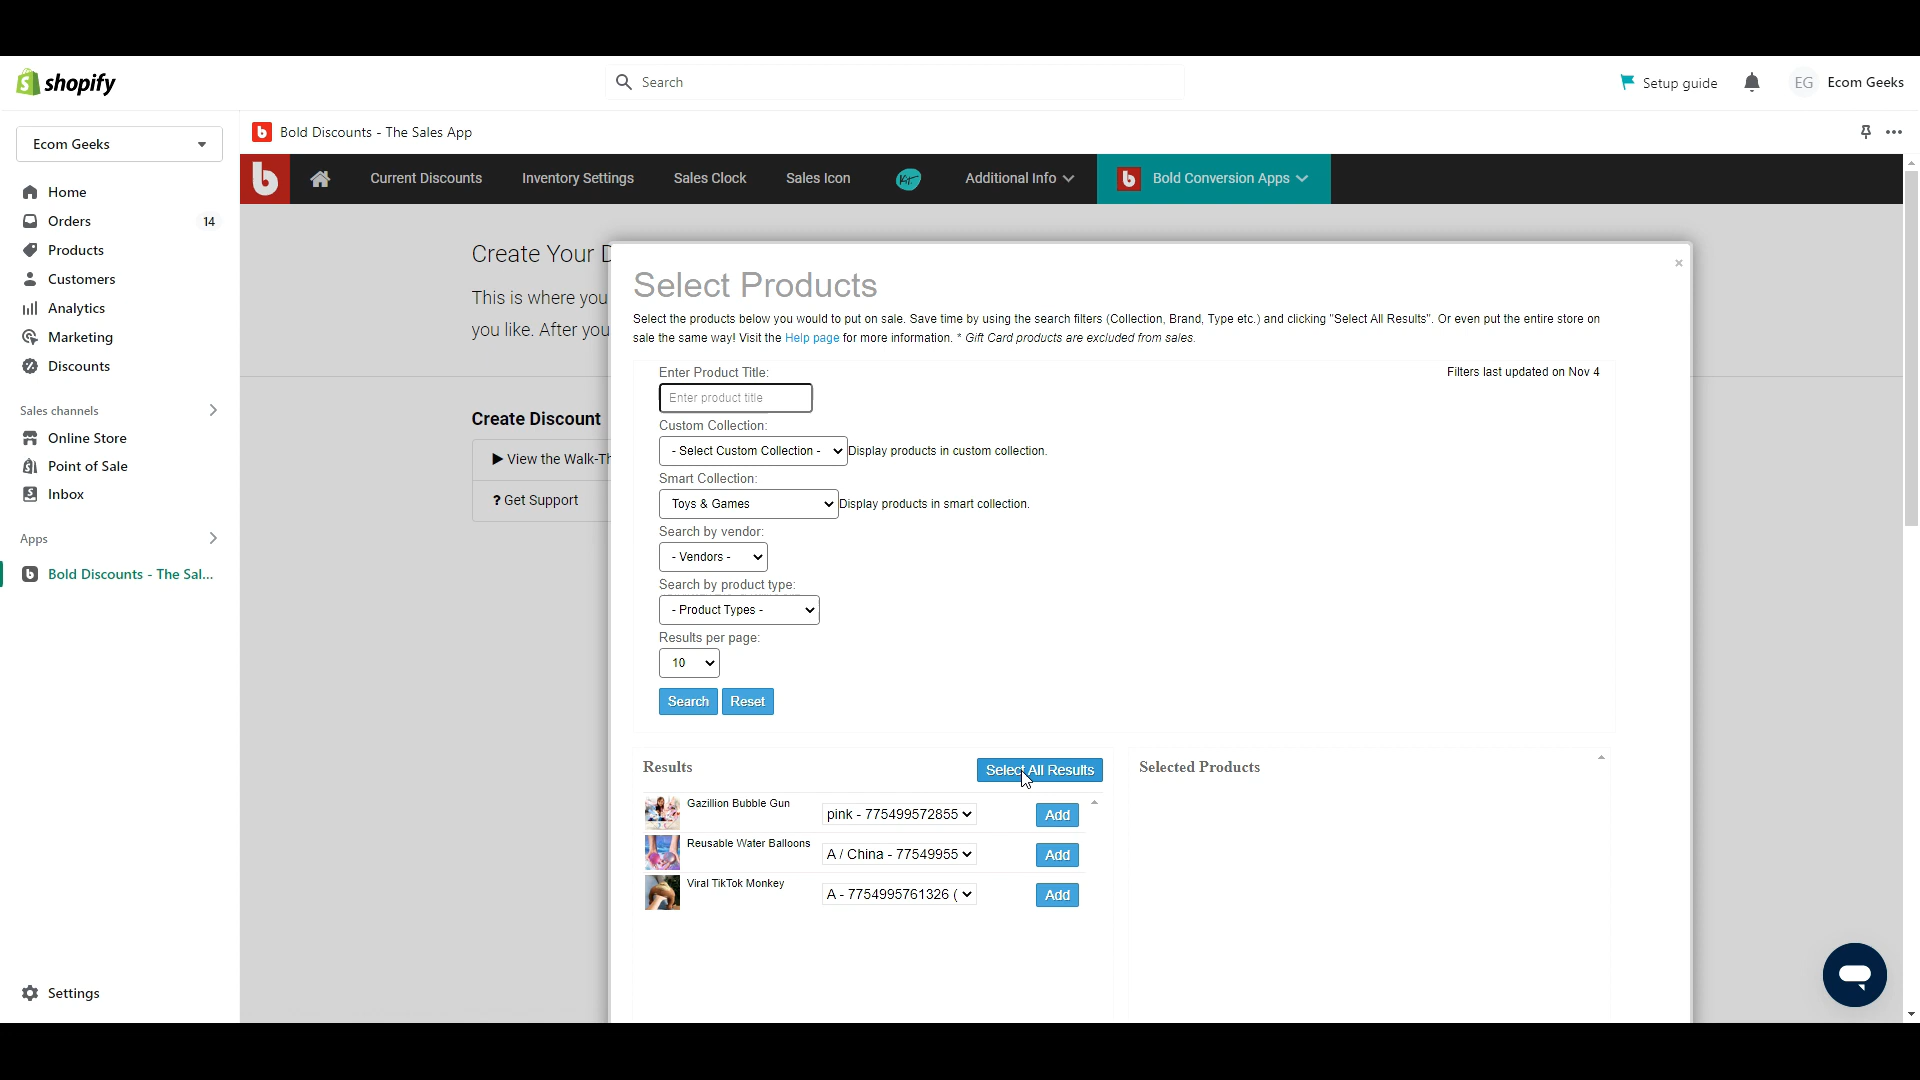 shopify
Search
Setup guide
EG
Ecom Geeks
Ecom Geeks
Home
Orders 14
Products
Customers
Analytics
Marketing
Discounts
Sales channels
Online Store
Point of Sale
Inbox
Apps
Bold Discounts - The Sal...
Settings
b Bold Discounts - The Sales App
b Current Discounts Inventory Settings Sales Clock Sales Icon Kit Additional Info b Bold Conversion Apps
Create Your D
This is where you
you like. After you
Create Discount
View the Walk-Th
? Get Support
×
Select Products
Select the products below you would to put on sale. Save time by using the search filters (Collection, Brand, Type etc.) and clicking "Select All Results". Or even put the entire store on
sale the same way! Visit the Help page for more information. * Gift Card products are excluded from sales.
Enter Product Title: Filters last updated on Nov 4
Enter product title
Custom Collection:
- Select Custom Collection - Display products in custom collection.
Smart Collection:
Toys & Games Display products in smart collection.
Search by vendor:
- Vendors -
Search by product type:
- Product Types -
Results per page:
10
Search Reset
Results Select All Results
Gazillion Bubble Gun pink - 775499572855 Add
Reusable Water Balloons A / China - 77549955 Add
Viral TikTok Monkey A - 7754995761326 ( Add
Selected Products